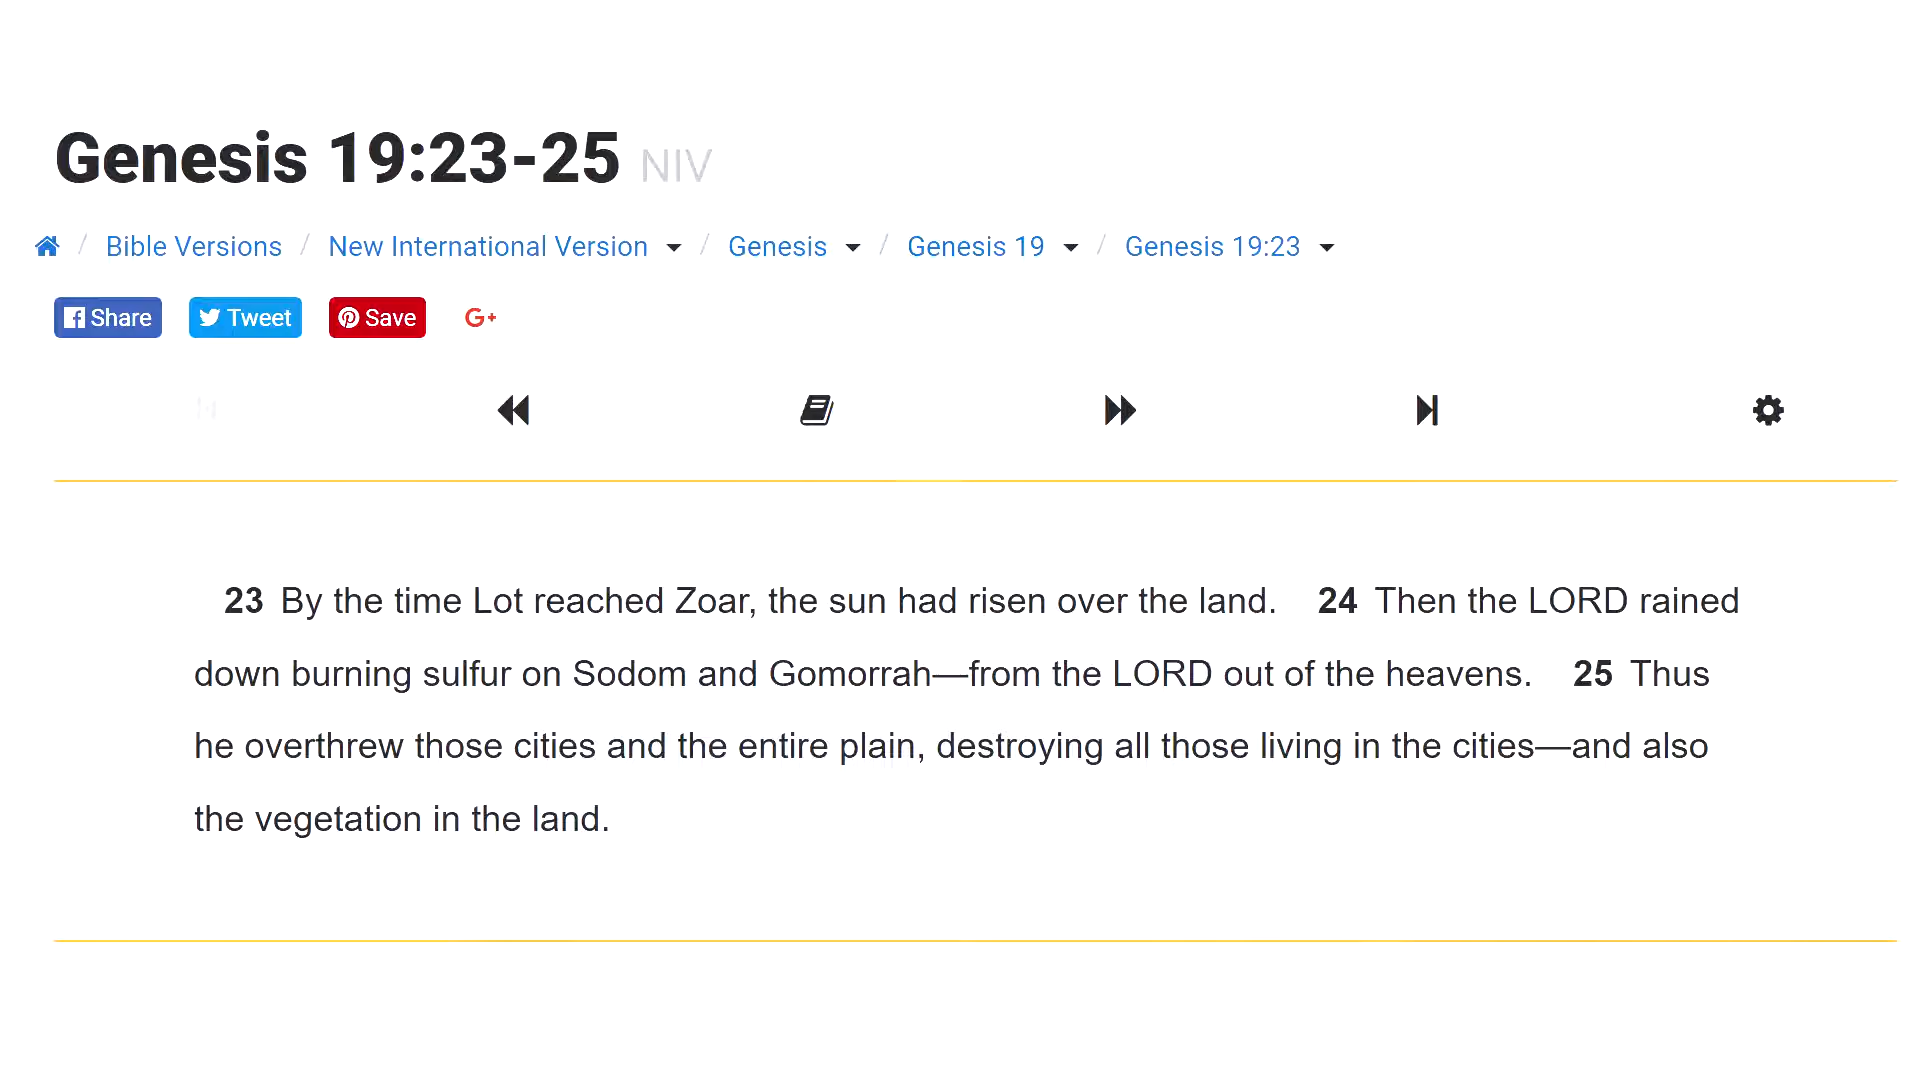 Genesis 19:23-25 NIV
/ Bible Versions / New International Version / Genesis / Genesis 19 / Genesis 19:23
Share Tweet Save G+
23 By the time Lot reached Zoar, the sun had risen over the land. 24 Then the LORD rained
down burning sulfur on Sodom and Gomorrah—from the LORD out of the heavens. 25 Thus
he overthrew those cities and the entire plain, destroying all those living in the cities—and also
the vegetation in the land.